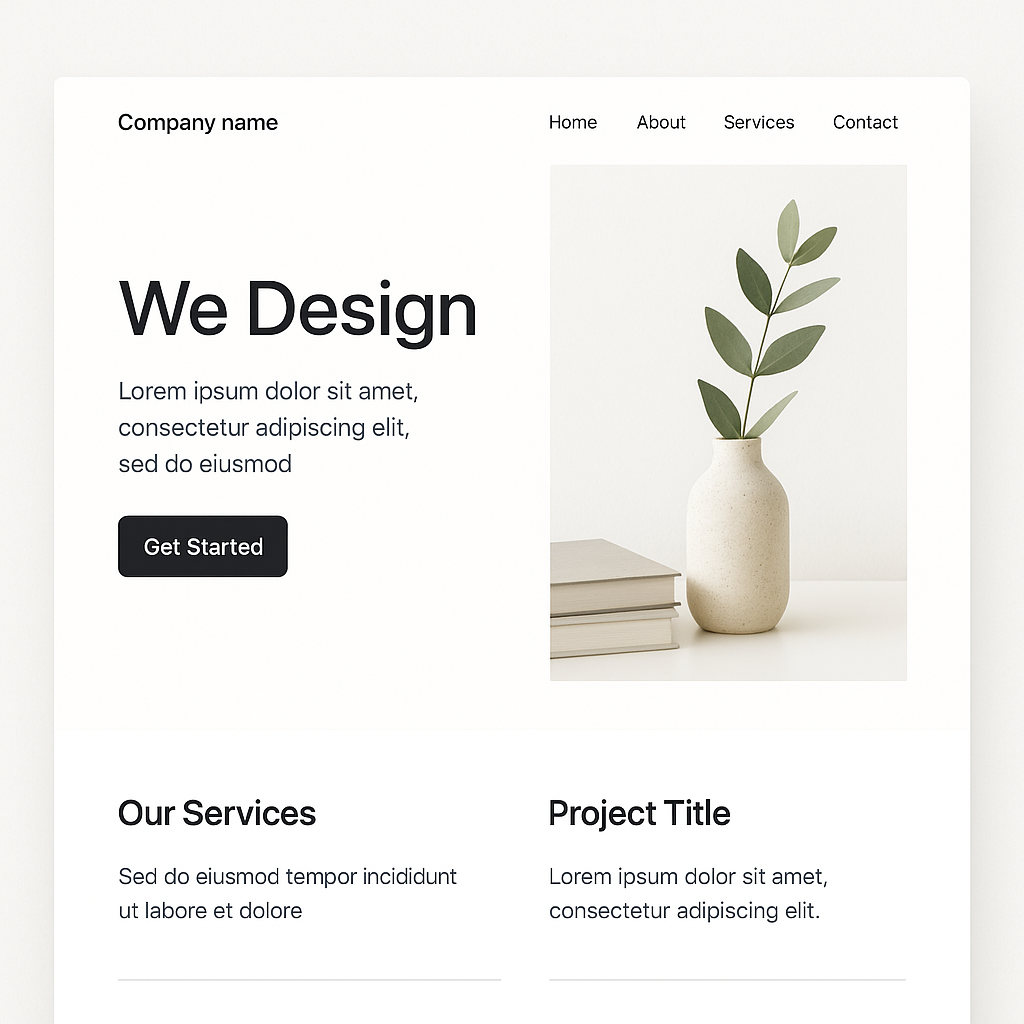 Company name
Home About Services Contact
We Design
Lorem ipsum dolor sit amet,
consectetur adipiscing elit,
sed do eiusmod
Get Started
Our Services
Sed do eiusmod tempor incididunt
ut labore et dolore
Project Title
Lorem ipsum dolor sit amet,
consectetur adipiscing elit.